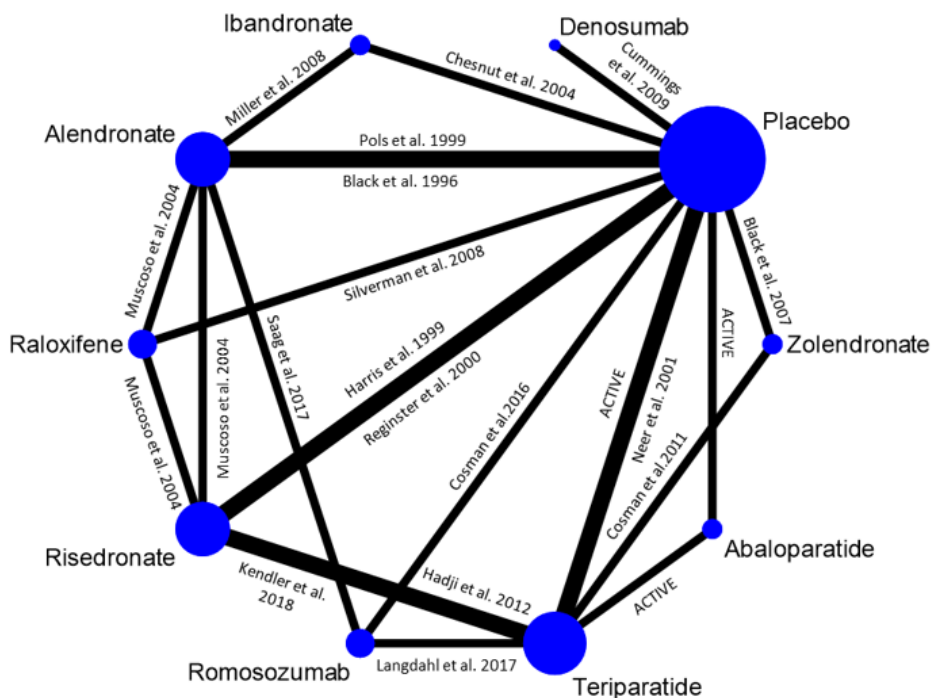 Ibandronate
Denosumab
Cummings
et al. 2009
Miller et al. 2008
Chesnut et al. 2004
Alendronate
Placebo
Pols et al. 1999
Black et al. 1996
Muscoso et al. 2004
Silverman et al. 2008
Black et al. 2007
ACTIVE
Raloxifene
Zolendronate
Saag et al. 2017
Muscoso et al. 2004
Harris et al. 1999
Reginster et al. 2000
ACTIVE
Neer et al. 2001
Cosman et al.2016
Cosman et al.2011
Muscoso et al. 2004
Risedronate
Abaloparatide
Kendler et al.
2018
Hadji et al. 2012
ACTIVE
Romosozumab
Langdahl et al. 2017
Teriparatide